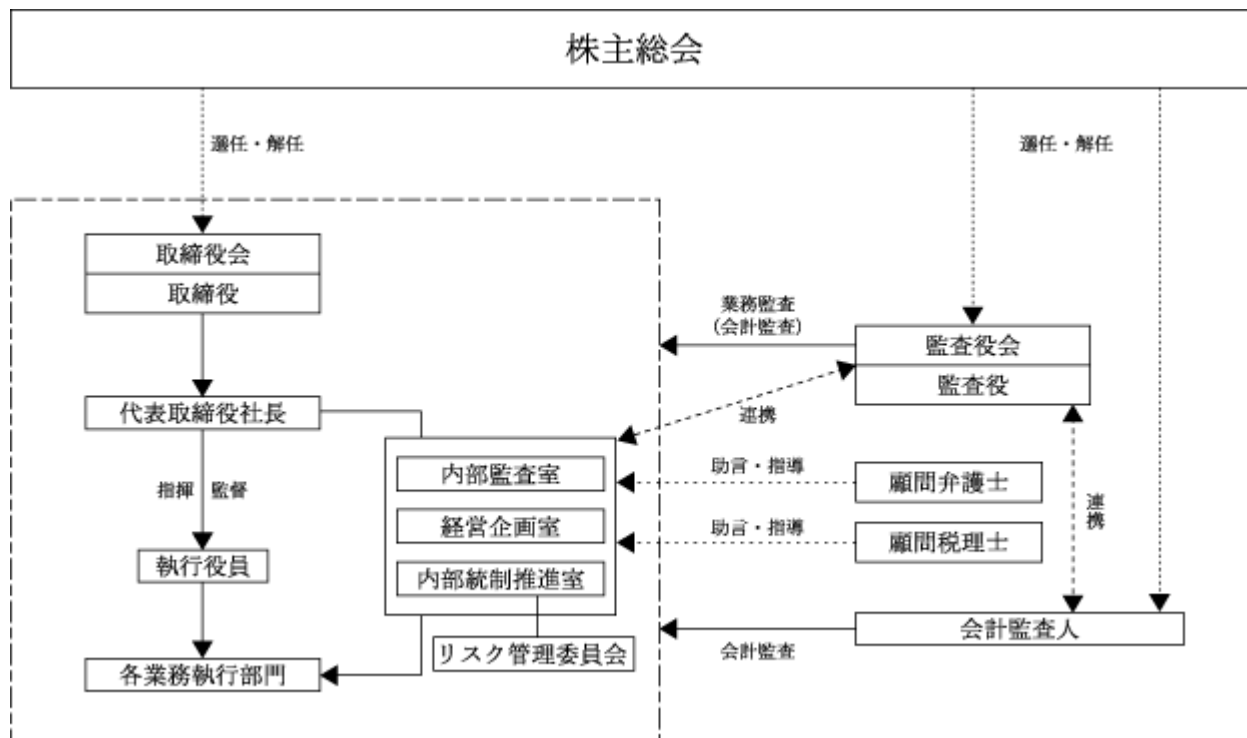 株主総会
選任・解任
選任・解任
取締役会
取締役
業務監査
(会計監査)
監査役会
監査役
代表取締役社長
連携
内部監査室
助言・指導
顧問弁護士
指揮
監督
連携
経営企画室
助言・指導
顧問税理士
執行役員
内部統制推進室
会計監査人
会計監査
リスク管理委員会
各業務執行部門